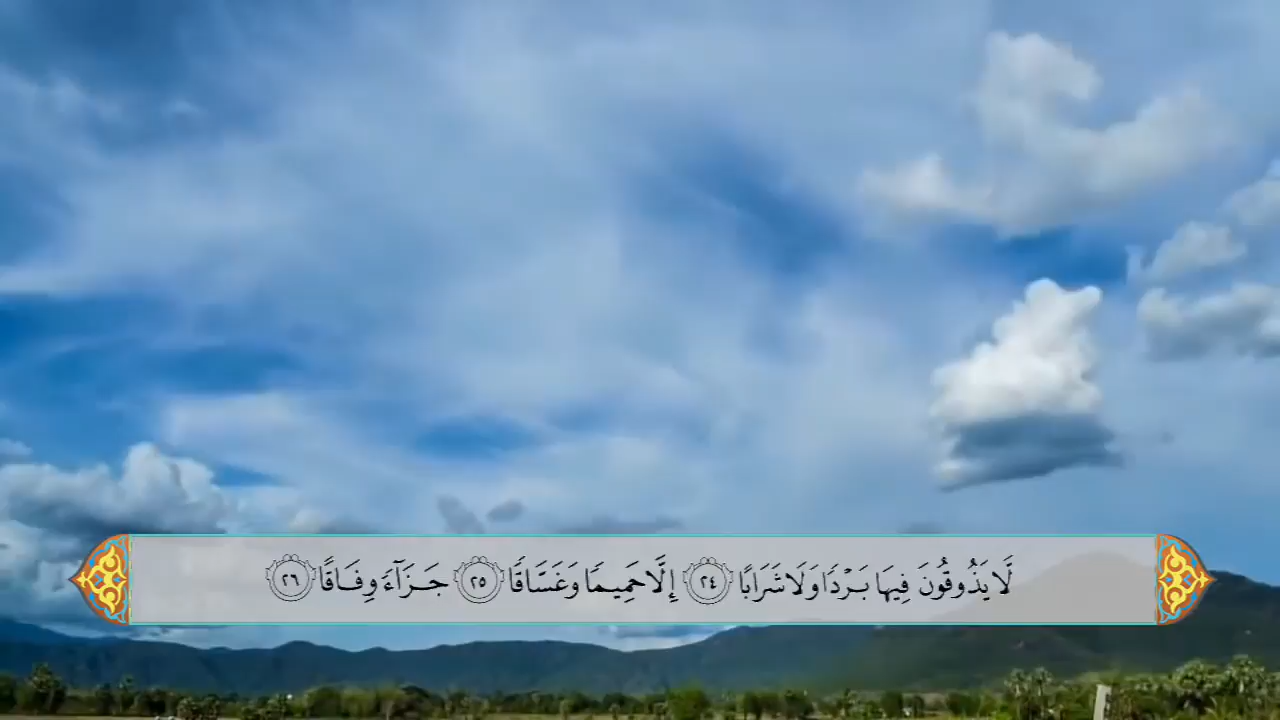 لَّا يَذُوقُونَ فِيهَا بَرْدًا وَلَا شَرَابًا ٢٤ إِلَّا حَمِيمًا وَغَسَّاقًا ٢٥ جَزَآءً وِفَاقًا ٢٦